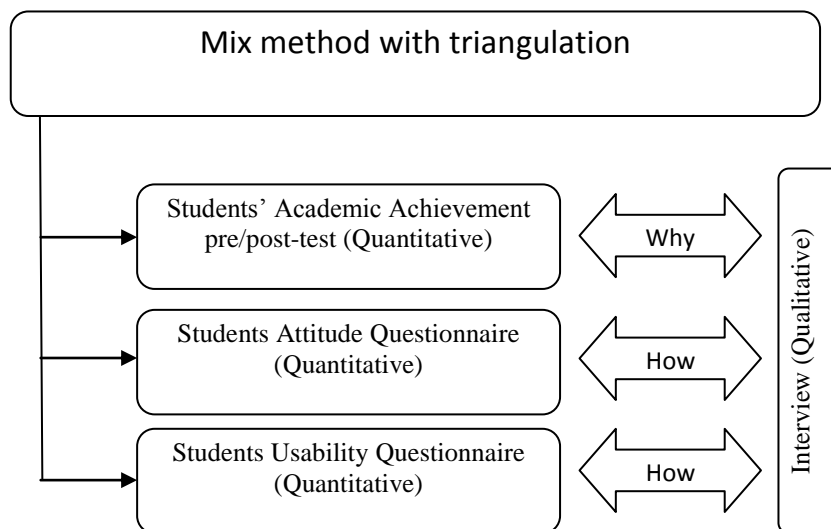 Mix method with triangulation
Students’ Academic Achievement
pre/post-test (Quantitative)
Why
Students Attitude Questionnaire
(Quantitative)
How
Students Usability Questionnaire
(Quantitative)
How
Interview (Qualitative)